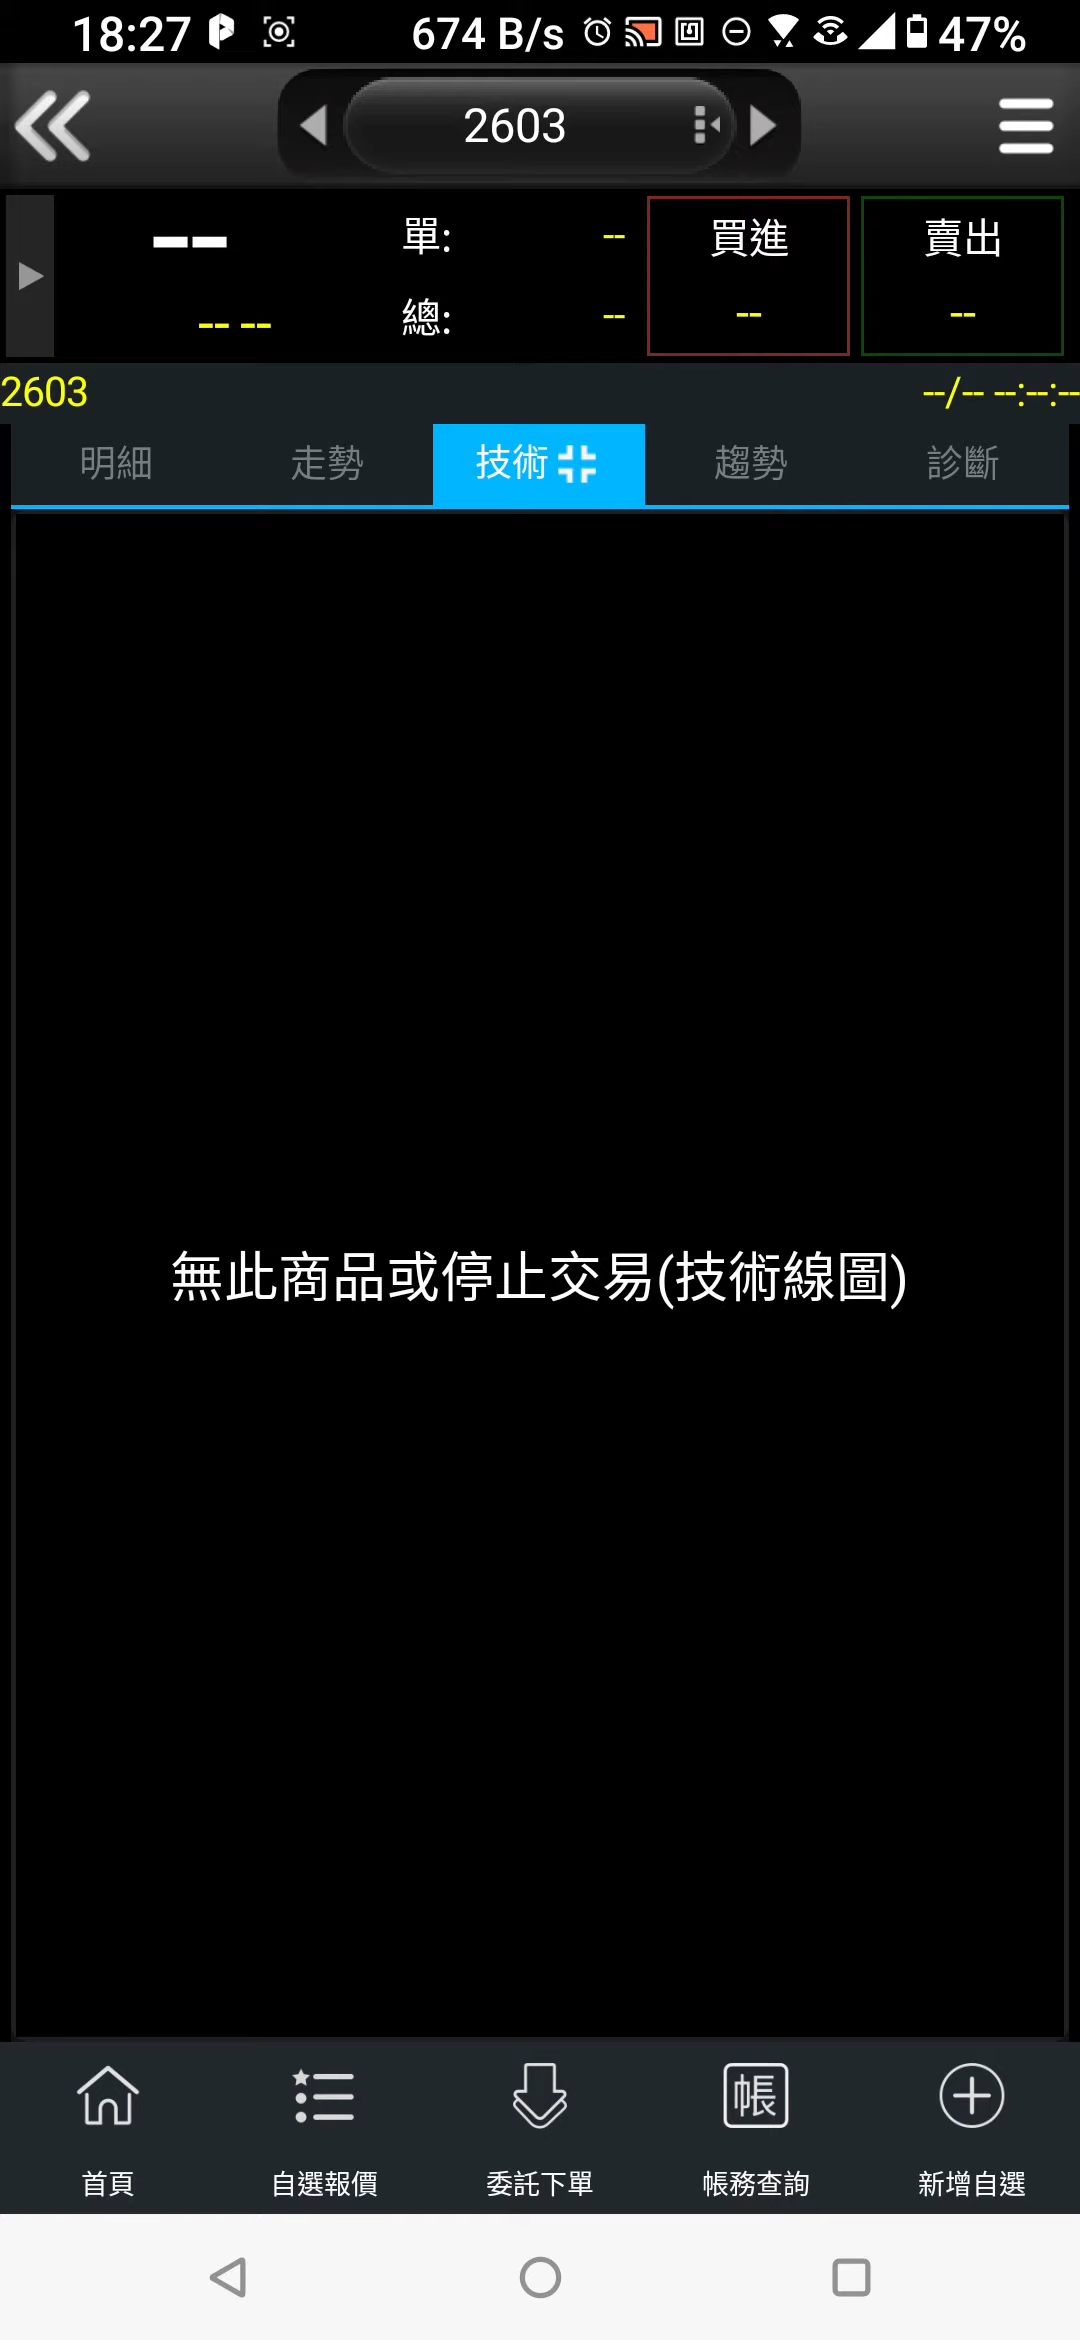 18:27 674 B/s 47%
2603
-- 單: -- 買進 賣出
-- -- 總: -- -- --
2603 --/-- --:--:--
明細 走勢 技術 趨勢 診斷
無此商品或停止交易(技術線圖)
帳
首頁 自選報價 委託下單 帳務查詢 新增自選